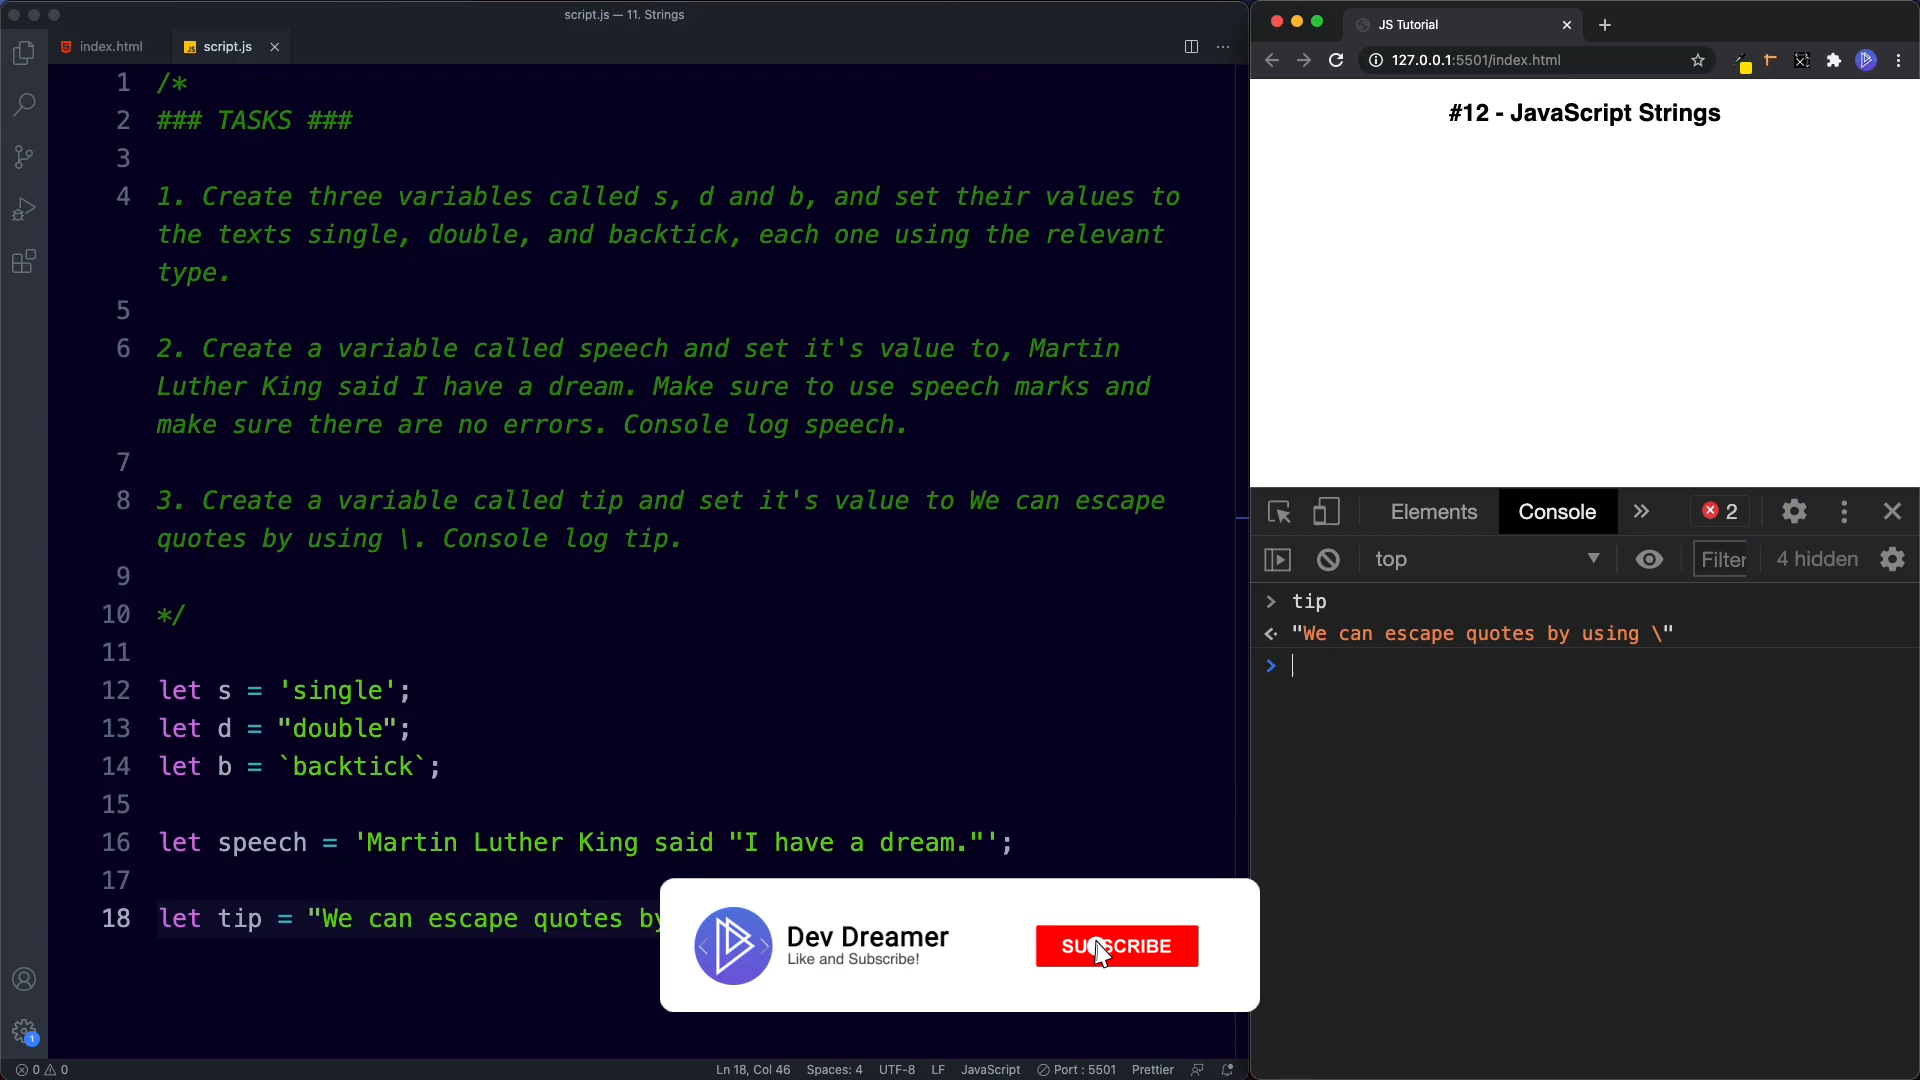 script.js — 11. Strings
index.html
script.js
1 /*
2 ### TASKS ###
3
4 1. Create three variables called s, d and b, and set their values to
the texts single, double, and backtick, each one using the relevant
type.
5
6 2. Create a variable called speech and set it's value to, Martin
Luther King said I have a dream. Make sure to use speech marks and
make sure there are no errors. Console log speech.
7
8 3. Create a variable called tip and set it's value to We can escape
quotes by using \. Console log tip.
9
10 */
11
12 let s = 'single';
13 let d = "double";
14 let b = `backtick`;
15
16 let speech = 'Martin Luther King said "I have a dream."';
17
18 let tip = "We can escape quotes by
Dev Dreamer
Like and Subscribe!
SUBSCRIBE
1
0 0
Ln 18, Col 46 Spaces: 4 UTF-8 LF JavaScript Port : 5501 Prettier
JS Tutorial
127.0.0.1:5501/index.html
#12 - JavaScript Strings
Elements Console 2
top Filter 4 hidden
> tip
"We can escape quotes by using \"